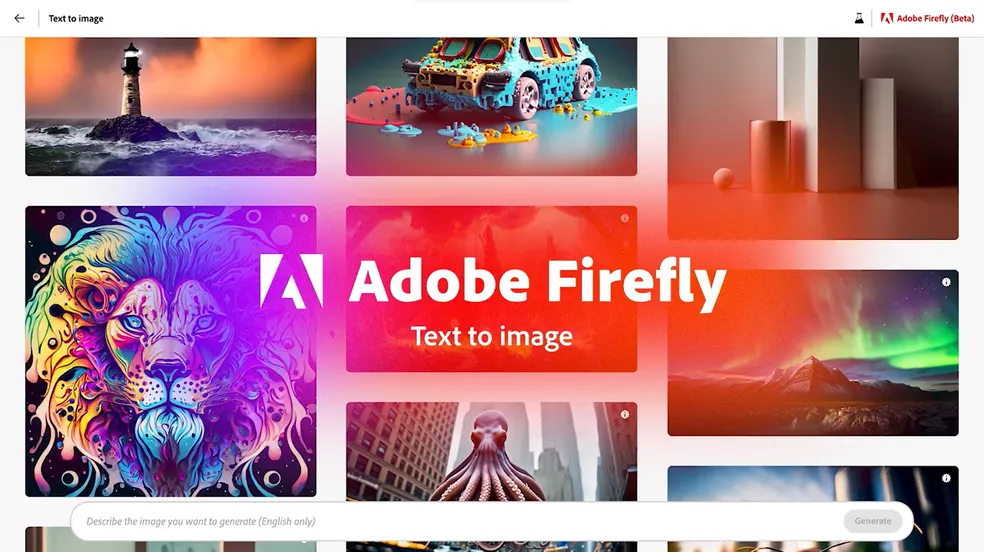 Text to image
Adobe Firefly (Beta)
Adobe Firefly
Text to image
Describe the image you want to generate (English only)
Generate